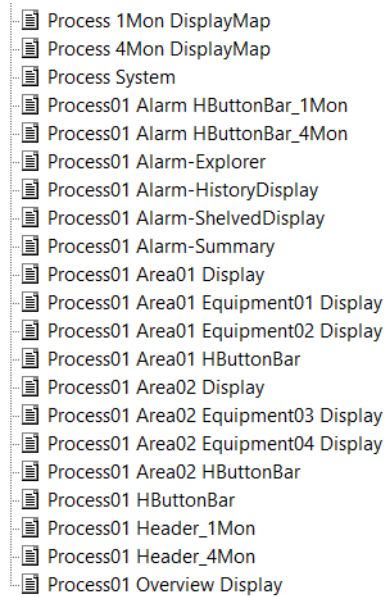 Process 1Mon DisplayMap
Process 4Mon DisplayMap
Process System
Process01 Alarm HButtonBar_1Mon
Process01 Alarm HButtonBar_4Mon
Process01 Alarm-Explorer
Process01 Alarm-HistoryDisplay
Process01 Alarm-ShelvedDisplay
Process01 Alarm-Summary
Process01 Area01 Display
Process01 Area01 Equipment01 Display
Process01 Area01 Equipment02 Display
Process01 Area01 HButtonBar
Process01 Area02 Display
Process01 Area02 Equipment03 Display
Process01 Area02 Equipment04 Display
Process01 Area02 HButtonBar
Process01 HButtonBar
Process01 Header_1Mon
Process01 Header_4Mon
Process01 Overview Display